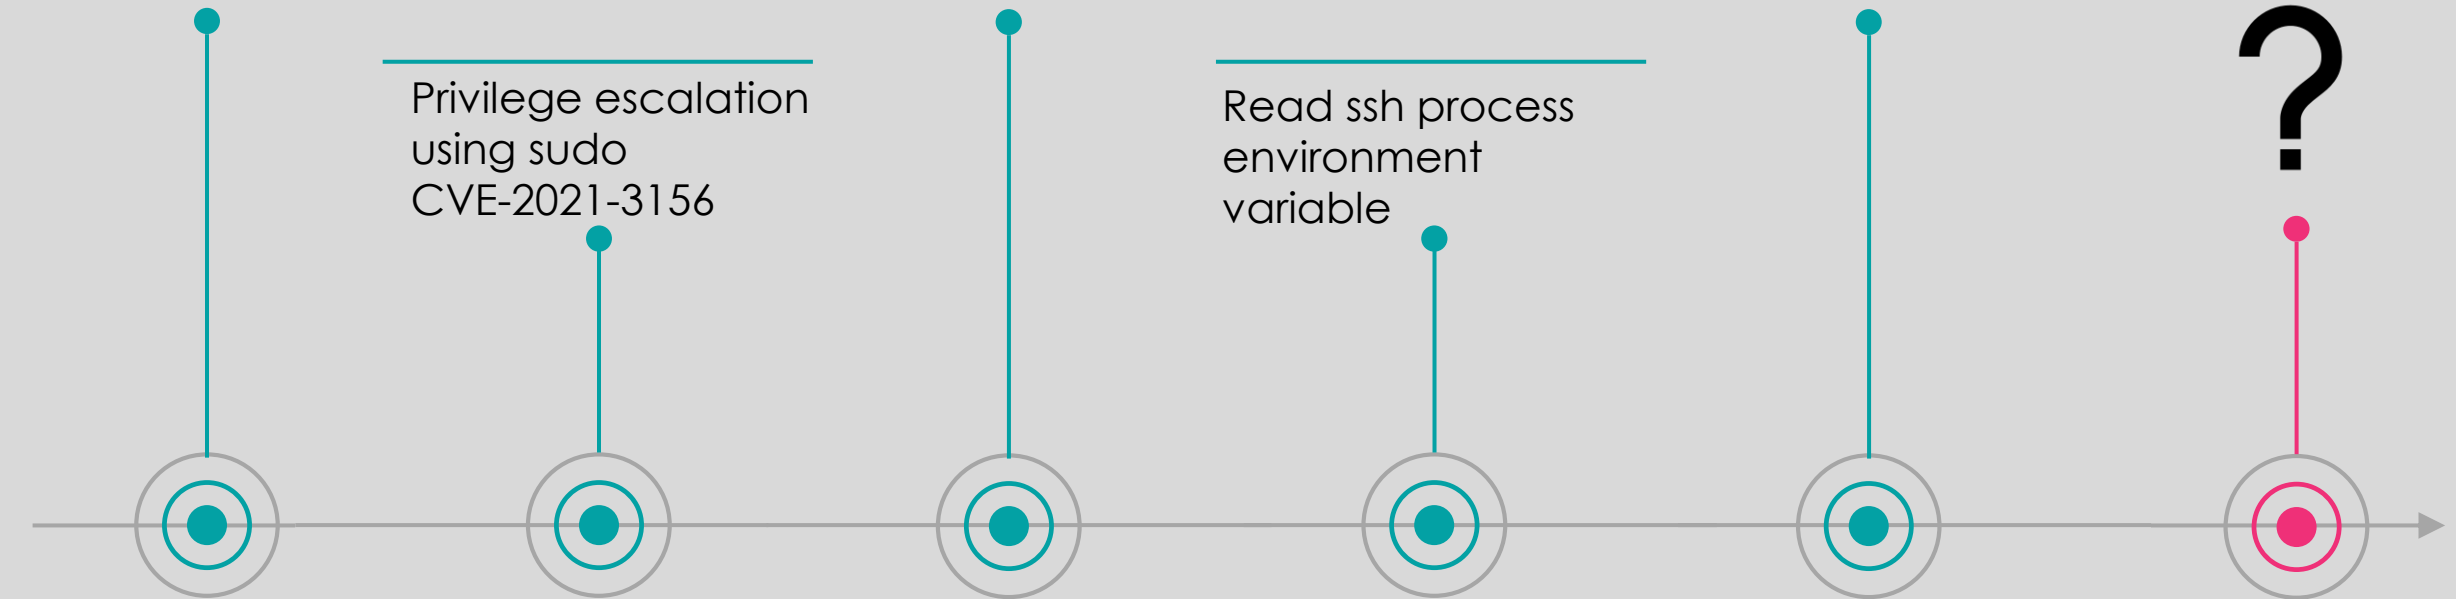 Privilege escalation
using sudo
CVE-2021-3156
Read ssh process
environment
variable
?